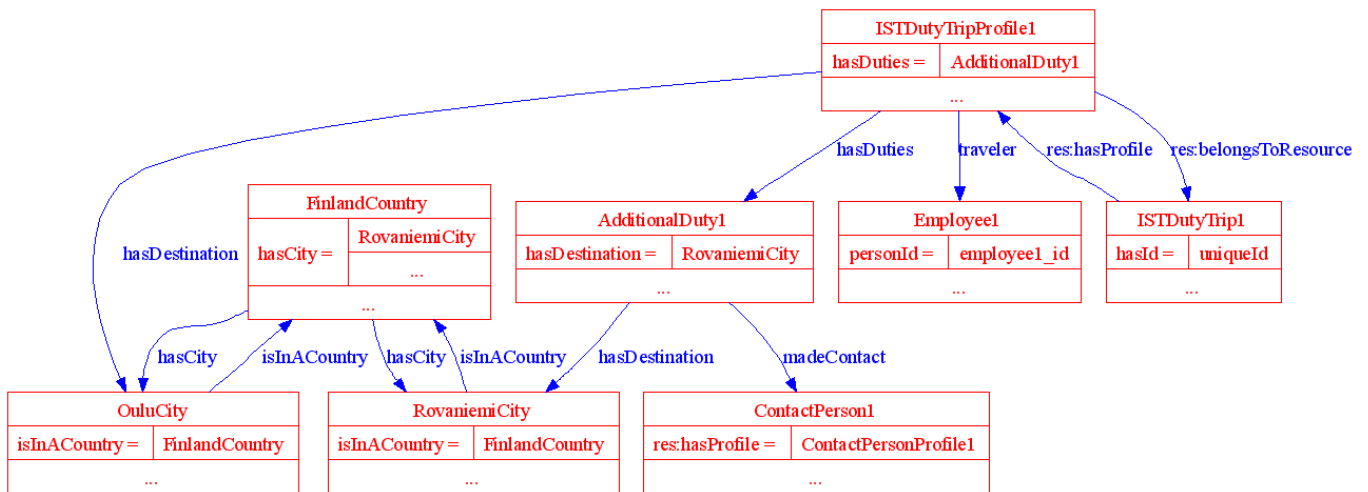 ISTDutyTripProfile1
hasDuties = AdditionalDuty1
...
hasDuties
traveler
res:hasProfile
res:belongsToResource
FinlandCountry
hasCity =
RovaniemiCity
...
...
AdditionalDuty1
hasDestination = RovaniemiCity
...
Employee1
personId = employee1_id
...
ISTDutyTrip1
hasId = uniqueId
...
hasDestination
hasCity
isInACountry
hasCity
isInACountry
hasDestination
madeContact
OuluCity
isInACountry = FinlandCountry
...
RovaniemiCity
isInACountry = FinlandCountry
...
ContactPerson1
res:hasProfile = ContactPersonProfile1
...